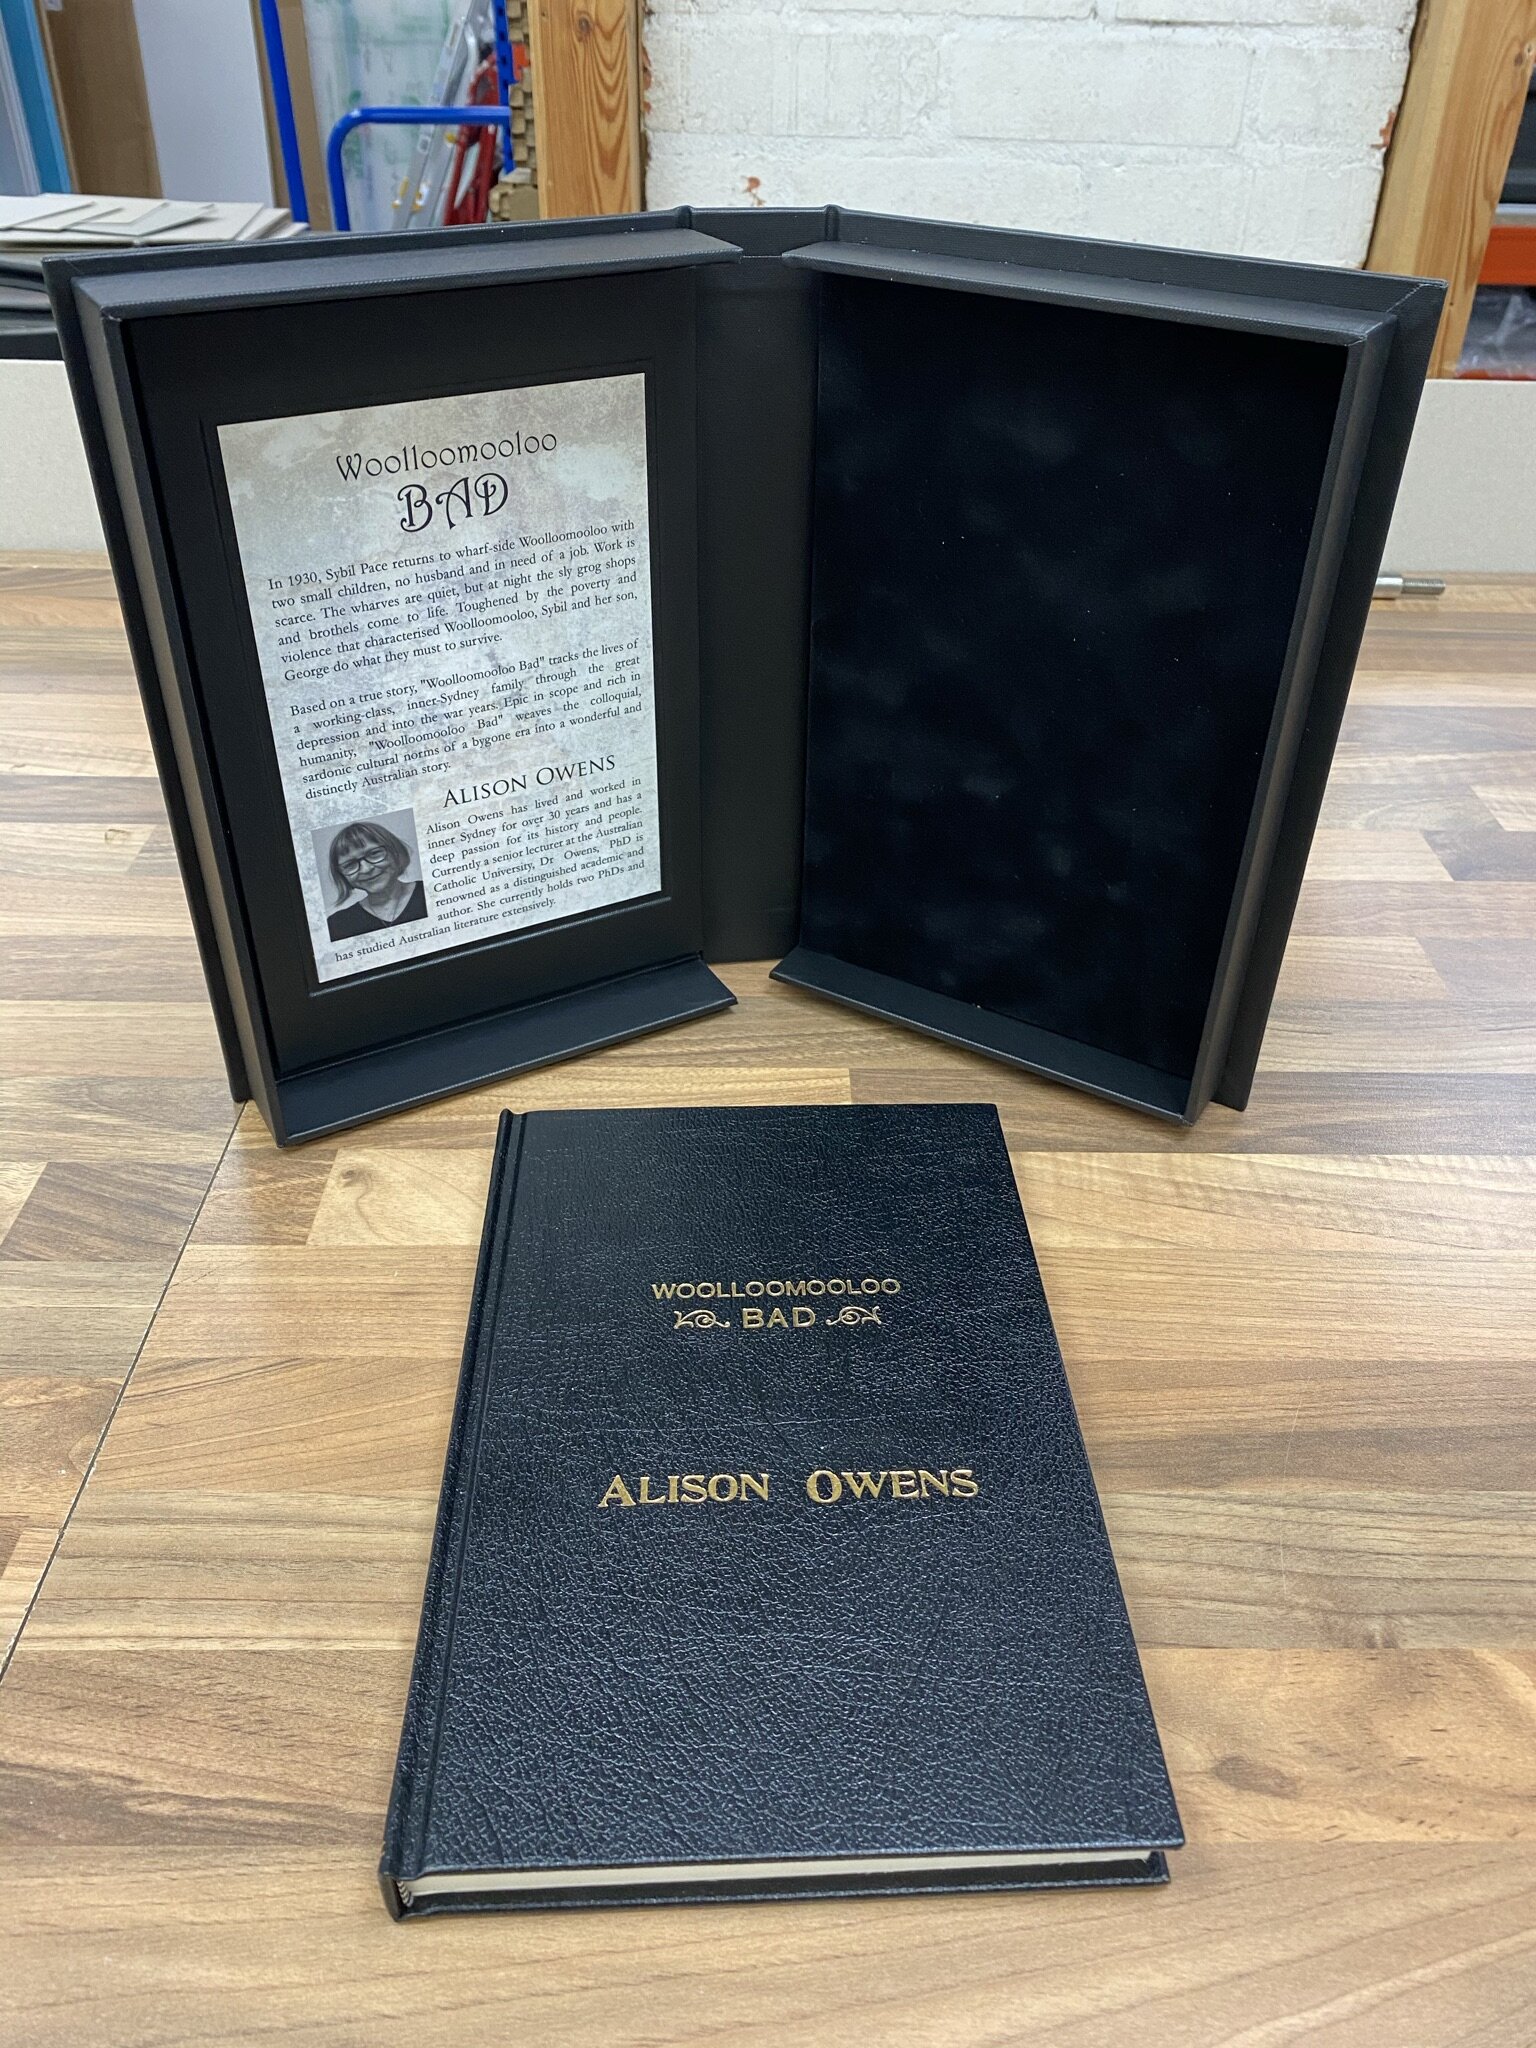 Woolloomooloo
BAD
In 1930, Sybil Pace returns to wharf-side Woolloomooloo with
two small children, no husband and in need of a job. Work is
scarce. The wharves are quiet, but at night the sly grog shops
and brothels come to life. Toughened by the poverty and
violence that characterised Woolloomooloo, Sybil and her son,
George do what they must to survive.
Based on a true story, "Woolloomooloo Bad" tracks the lives of
a working-class, inner-Sydney family through the great
depression and into the war years. Epic in scope and rich in
humanity, "Woolloomooloo Bad" weaves the colloquial,
sardonic cultural norms of a bygone era into a wonderful and
distinctly Australian story.
ALISON OWENS
Alison Owens has lived and worked in
inner Sydney for over 30 years and has a
deep passion for its history and people.
Currently a senior lecturer at the Australian
Catholic University, Dr Owens, PhD is
renowned as a distinguished academic and
author. She currently holds two PhDs and
has studied Australian literature extensively.
WOOLLOOMOOLOO
BAD
ALISON OWENS